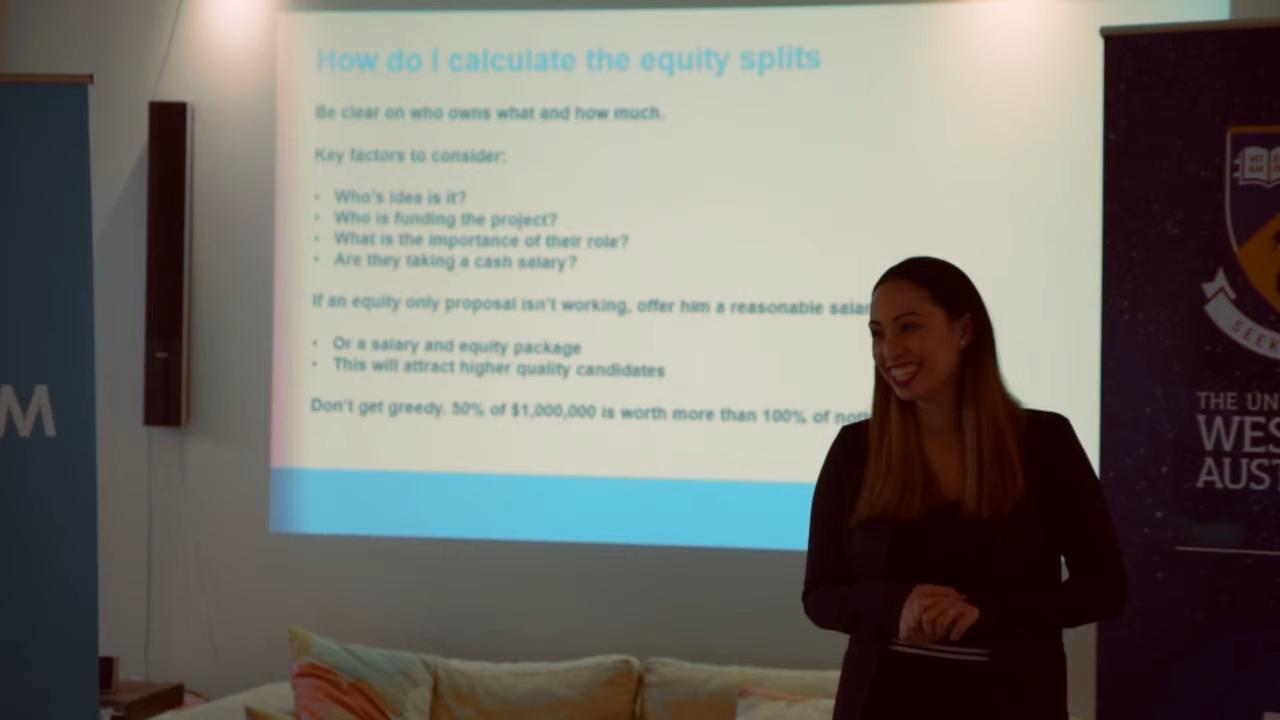 How do I calculate the equity splits
Be clear on who owns what and how much.
Key factors to consider:
• Who's idea is it?
• Who is funding the project?
• What is the importance of their role?
• Are they taking a cash salary?
If an equity only proposal isn't working, offer him a reasonable salar
• Or a salary and equity package
• This will attract higher quality candidates
Don't get greedy. 50% of $1,000,000 is worth more than 100% of
M
SEEK
THE UN
WES
AUST